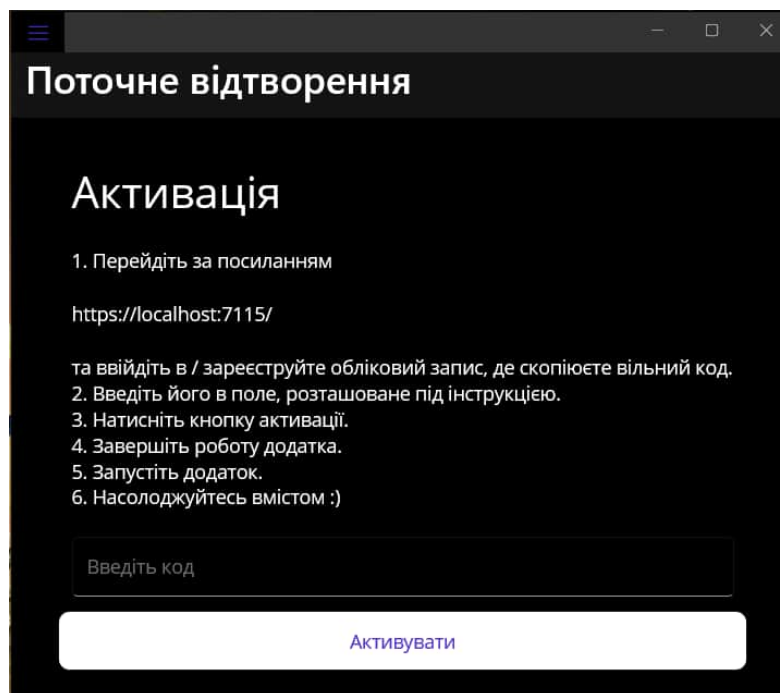 Поточне відтворення
Активація
1. Перейдіть за посиланням
https://localhost:7115/
та ввійдіть в / зареєструйте обліковий запис, де скопіюєте вільний код.
2. Введіть його в поле, розташоване під інструкцією.
3. Натисніть кнопку активації.
4. Завершіть роботу додатка.
5. Запустіть додаток.
6. Насолоджуйтесь вмістом :)
Введіть код
Активувати